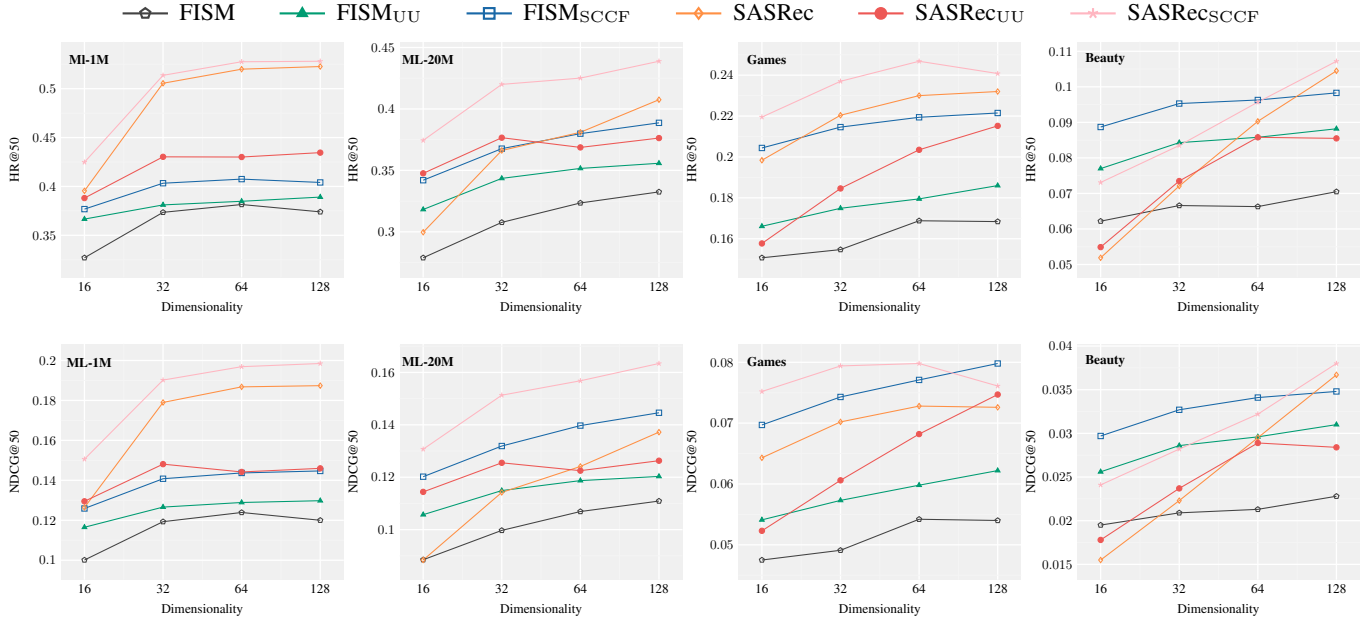 FISM FISM_UU FISM_SCCF SASRec SASRec_UU SASRec_SCCF
Ml-1M
HR@50
0.5
0.45
0.4
0.35
16 32 64 128
Dimensionality
ML-20M
HR@50
0.45
0.4
0.35
0.3
16 32 64 128
Dimensionality
Games
HR@50
0.24
0.22
0.2
0.18
0.16
16 32 64 128
Dimensionality
Beauty
HR@50
0.11
0.1
0.09
0.08
0.07
0.06
0.05
16 32 64 128
Dimensionality
ML-1M
NDCG@50
0.2
0.18
0.16
0.14
0.12
0.1
16 32 64 128
Dimensionality
ML-20M
NDCG@50
0.16
0.14
0.12
0.1
16 32 64 128
Dimensionality
Games
NDCG@50
0.08
0.07
0.06
0.05
16 32 64 128
Dimensionality
Beauty
NDCG@50
0.04
0.035
0.03
0.025
0.02
0.015
16 32 64 128
Dimensionality